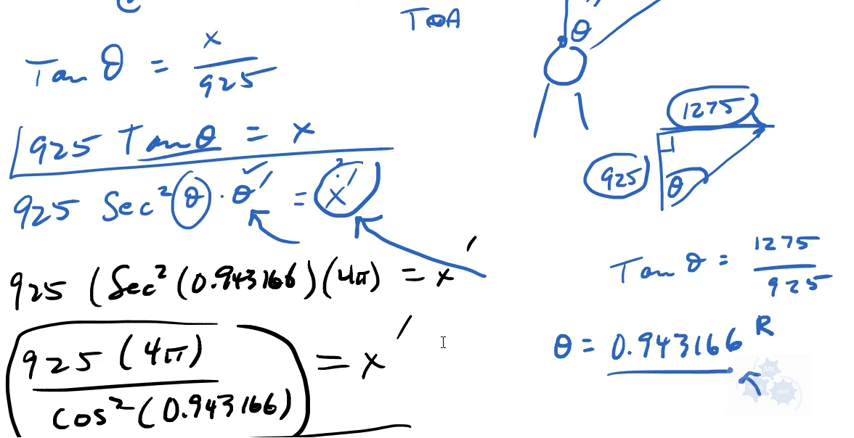 TOA
θ
Tan θ = x / 925
925 Tan θ = x
925 Sec² θ · θ' = x'
925 (Sec² (0.943166)(4π) = x'
925 (4π) / cos² (0.943166) = x'
1275
925
θ
Tan θ = 1275 / 925
θ = 0.943166 R